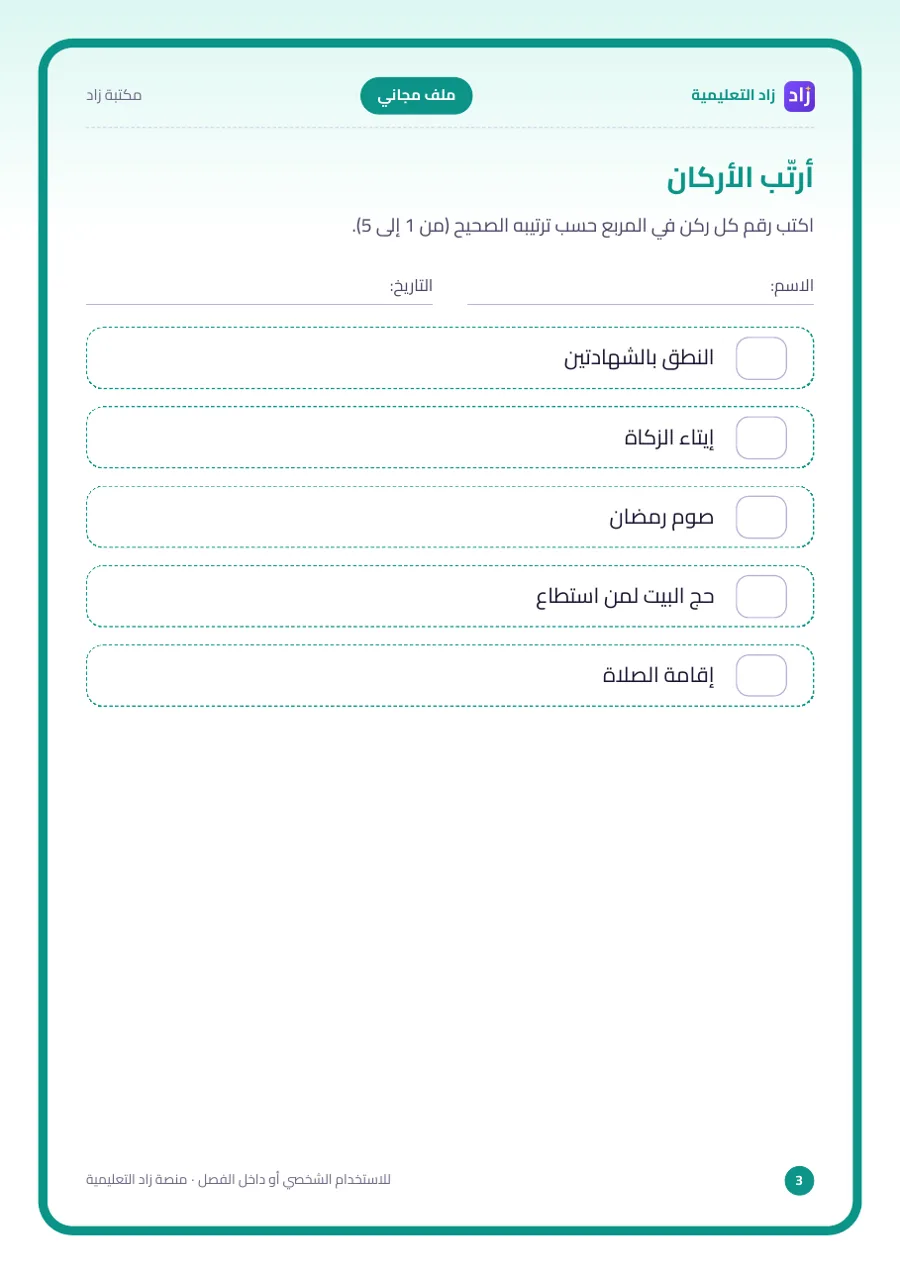 زاد زاد التعليمية
ملف مجاني
مكتبة زاد
أرتّب الأركان
اكتب رقم كل ركن في المربع حسب ترتيبه الصحيح (من 1 إلى 5).
الاسم:
التاريخ:
النطق بالشهادتين
إيتاء الزكاة
صوم رمضان
حج البيت لمن استطاع
إقامة الصلاة
3
للاستخدام الشخصي أو داخل الفصل · منصة زاد التعليمية